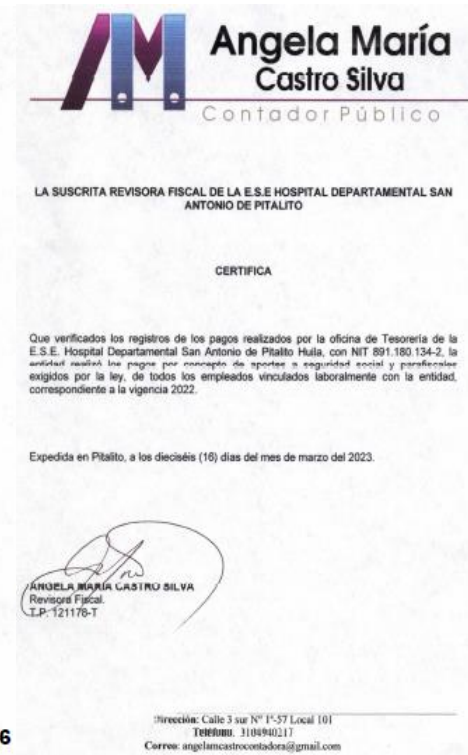 AM
Angela María
Castro Silva
Contador Público
LA SUSCRITA REVISORA FISCAL DE LA E.S.E HOSPITAL DEPARTAMENTAL SAN
ANTONIO DE PITALITO
CERTIFICA
Que verificados los registros de los pagos realizados por la oficina de Tesorería de la
E.S.E. Hospital Departamental San Antonio de Pitalito Huila, con NIT 891.180.134-2, la
entidad realizó los pagos por concepto de aportes a seguridad social y parafiscales
exigidos por la ley, de todos los empleados vinculados laboralmente con la entidad,
correspondiente a la vigencia 2022.
Expedida en Pitalito, a los dieciséis (16) días del mes de marzo del 2023.
ANGELA MARIA CASTRO SILVA
Revisora Fiscal.
T.P. 121178-T
Dirección: Calle 3 sur N° 1ª-57 Local 101
Teléfono. 3104940217
Correo: angelamcastrocontadora@gmail.com
6